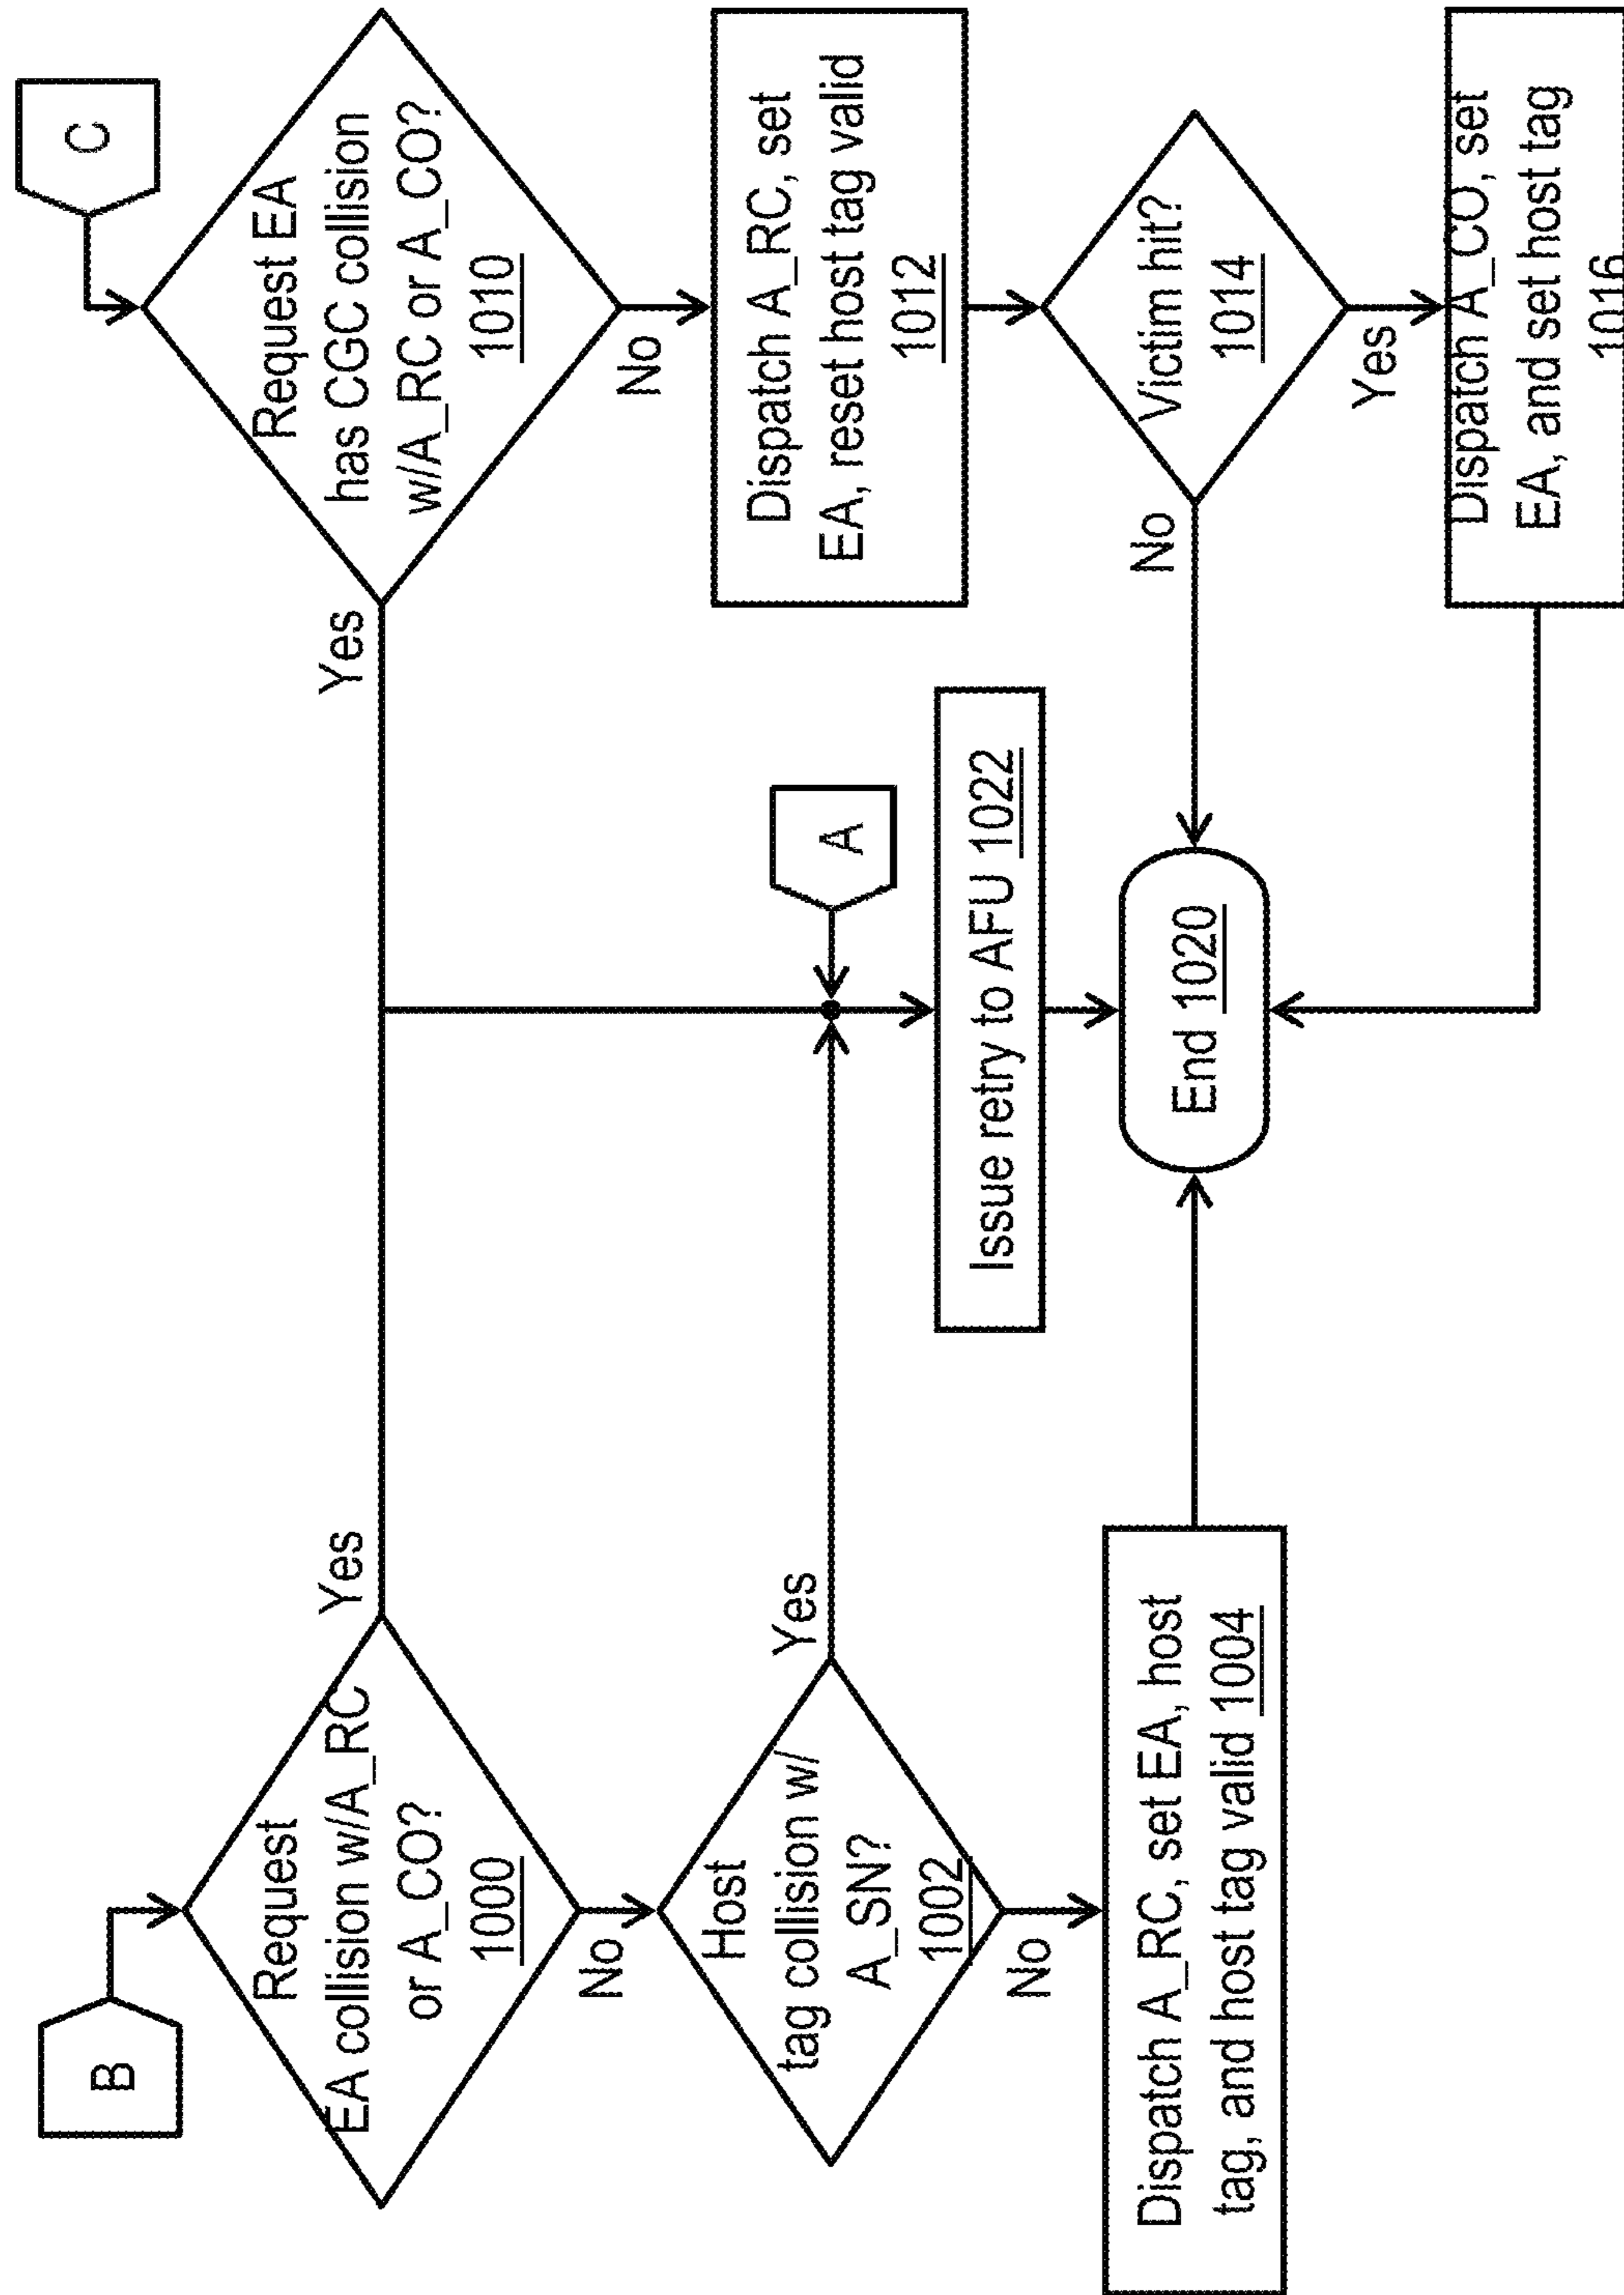 B
Request
EA collision w/A_RC
or A_CO?
1000
Yes
No
Host
tag collision w/
A_SN?
1002
Yes
No
Dispatch A_RC, set EA, host
tag, and host tag valid 1004
A
Issue retry to AFU 1022
End 1020
C
Request EA
has CGC collision
w/A_RC or A_CO?
1010
Yes
No
Dispatch A_RC, set
EA, reset host tag valid
1012
Victim hit?
1014
No
Yes
Dispatch A_CO, set
EA, and set host tag
1016